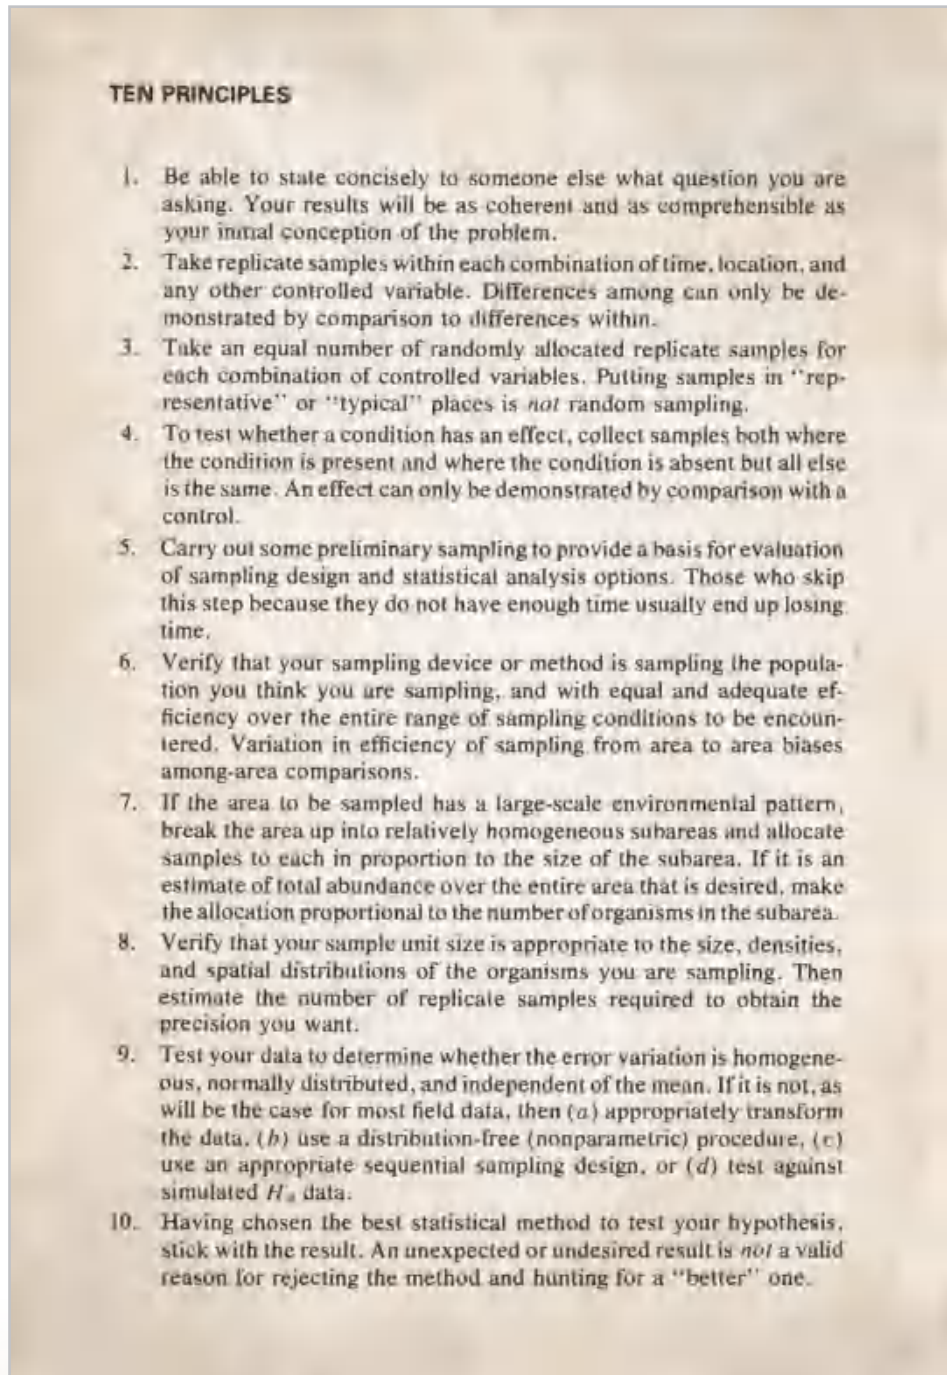 TEN PRINCIPLES
1. Be able to state concisely to someone else what question you are
asking. Your results will be as coherent and as comprehensible as
your initial conception of the problem.
2. Take replicate samples within each combination of time, location, and
any other controlled variable. Differences among can only be de-
monstrated by comparison to differences within.
3. Take an equal number of randomly allocated replicate samples for
each combination of controlled variables. Putting samples in "rep-
resentative" or "typical" places is not random sampling.
4. To test whether a condition has an effect, collect samples both where
the condition is present and where the condition is absent but all else
is the same. An effect can only be demonstrated by comparison with a
control.
5. Carry out some preliminary sampling to provide a basis for evaluation
of sampling design and statistical analysis options. Those who skip
this step because they do not have enough time usually end up losing
time.
6. Verify that your sampling device or method is sampling the popula-
tion you think you are sampling, and with equal and adequate ef-
ficiency over the entire range of sampling conditions to be encoun-
tered. Variation in efficiency of sampling from area to area biases
among-area comparisons.
7. If the area to be sampled has a large-scale environmental pattern,
break the area up into relatively homogeneous subareas and allocate
samples to each in proportion to the size of the subarea. If it is an
estimate of total abundance over the entire area that is desired, make
the allocation proportional to the number of organisms in the subarea.
8. Verify that your sample unit size is appropriate to the size, densities,
and spatial distributions of the organisms you are sampling. Then
estimate the number of replicate samples required to obtain the
precision you want.
9. Test your data to determine whether the error variation is homogene-
ous, normally distributed, and independent of the mean. If it is not, as
will be the case for most field data, then (a) appropriately transform
the data, (b) use a distribution-free (nonparametric) procedure, (c)
use an appropriate sequential sampling design, or (d) test against
simulated H₀ data.
10. Having chosen the best statistical method to test your hypothesis,
stick with the result. An unexpected or undesired result is not a valid
reason for rejecting the method and hunting for a "better" one.